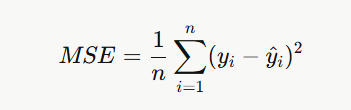 MSE = \frac{1}{n} \sum_{i=1}^{n} (y_i - \hat{y}_i)^2